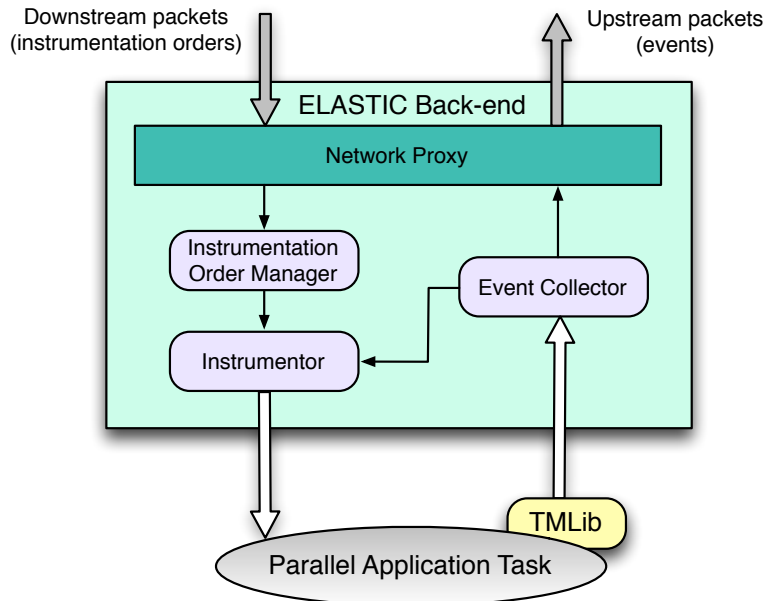 Downstream packets
(instrumentation orders)
Upstream packets
(events)
ELASTIC Back-end
Network Proxy
Instrumentation
Order Manager
Event Collector
Instrumentor
TMLib
Parallel Application Task